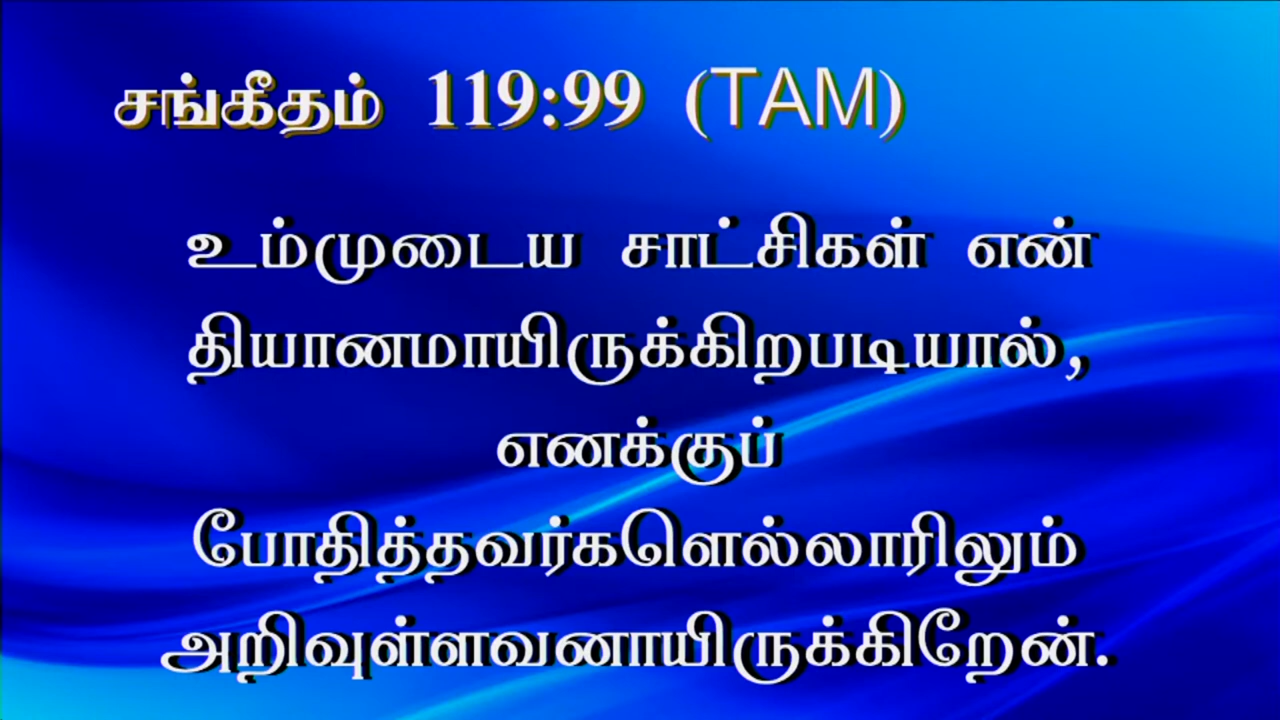 சங்கீதம் 119:99 (TAM)
உம்முடைய சாட்சிகள் என்
தியானமாயிருக்கிறபடியால்,
எனக்குப்
போதித்தவர்களெல்லாரிலும்
அறிவுள்ளவனாயிருக்கிறேன்.